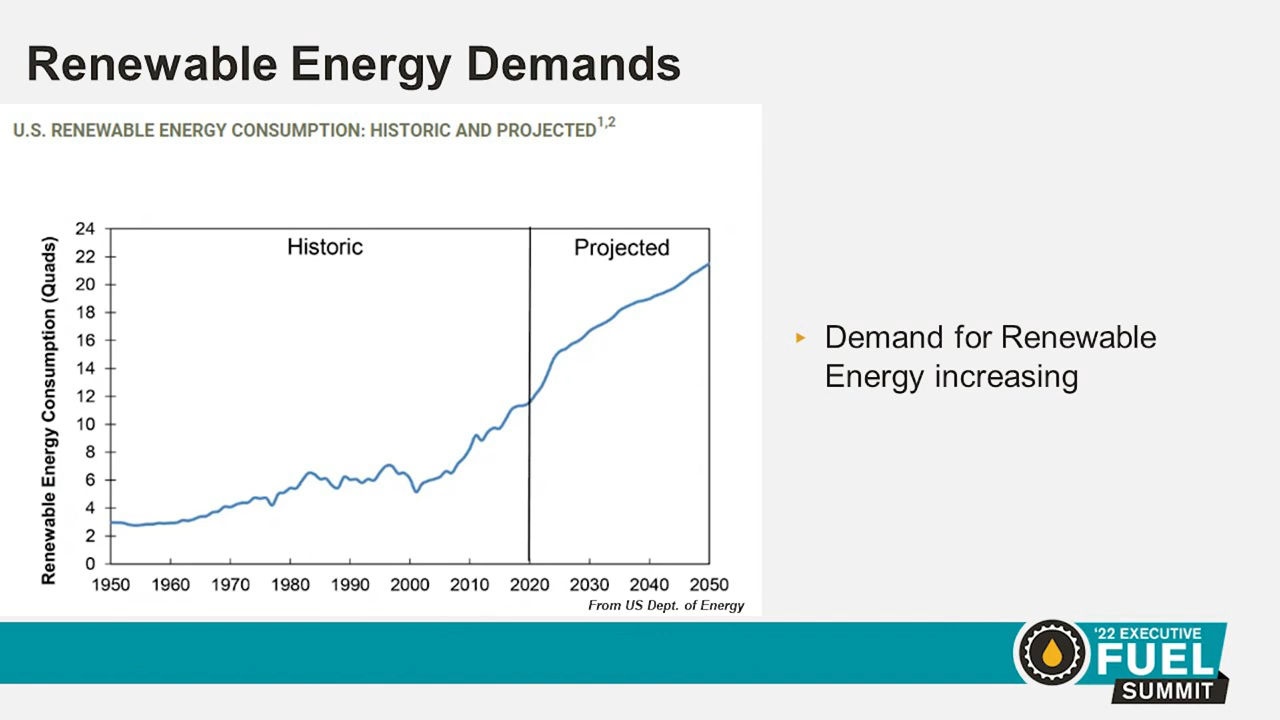 Renewable Energy Demands
U.S. RENEWABLE ENERGY CONSUMPTION: HISTORIC AND PROJECTED1,2
Renewable Energy Consumption (Quads)
24
22
20
18
16
14
12
10
8
6
4
2
0
Historic
Projected
1950 1960 1970 1980 1990 2000 2010 2020 2030 2040 2050
From US Dept. of Energy
Demand for Renewable
Energy increasing
'22 EXECUTIVE
FUEL
SUMMIT